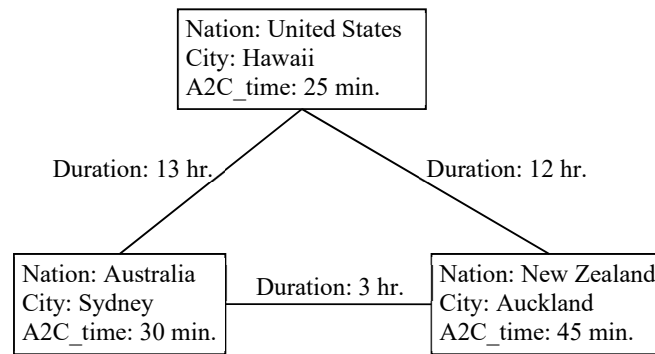 Nation: United States
City: Hawaii
A2C_time: 25 min.
Duration: 13 hr.
Duration: 12 hr.
Nation: Australia
City: Sydney
A2C_time: 30 min.
Duration: 3 hr.
Nation: New Zealand
City: Auckland
A2C_time: 45 min.